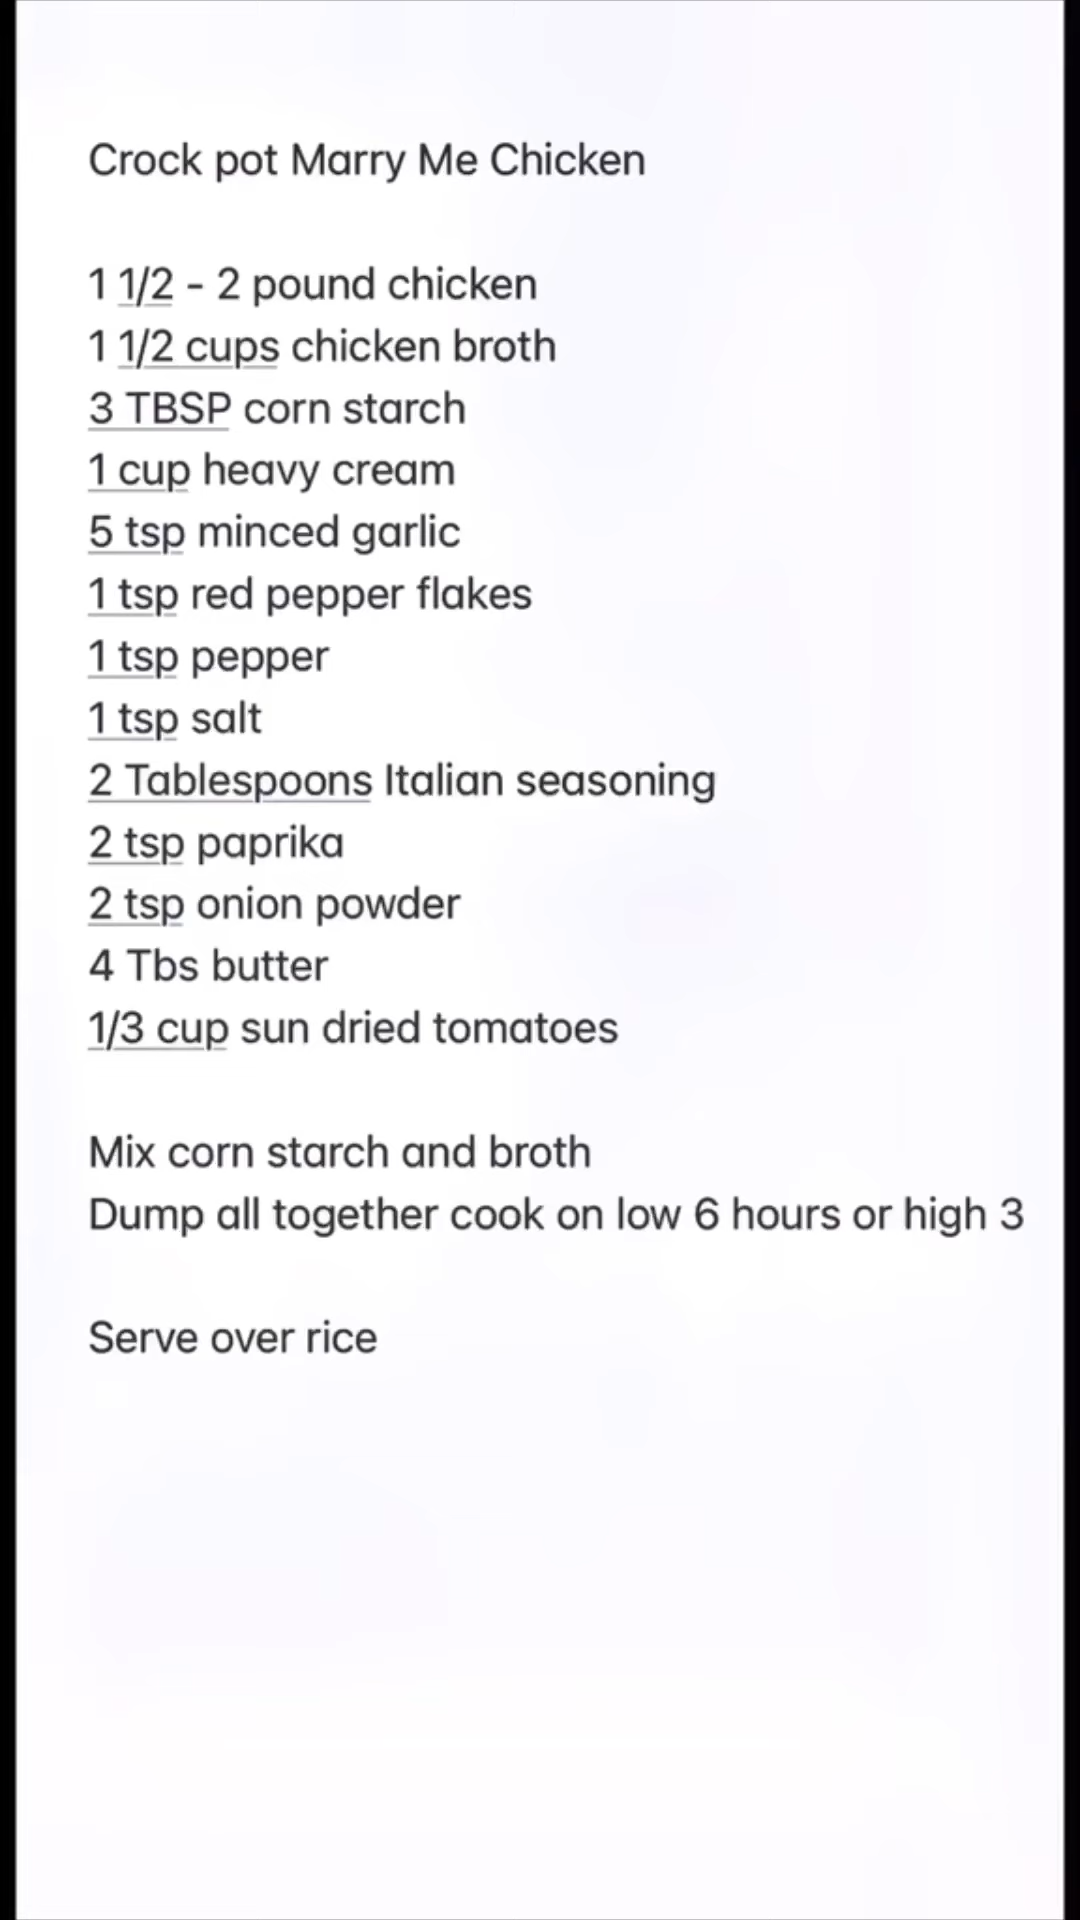 Crock pot Marry Me Chicken
1 1/2 - 2 pound chicken
1 1/2 cups chicken broth
3 TBSP corn starch
1 cup heavy cream
5 tsp minced garlic
1 tsp red pepper flakes
1 tsp pepper
1 tsp salt
2 Tablespoons Italian seasoning
2 tsp paprika
2 tsp onion powder
4 Tbs butter
1/3 cup sun dried tomatoes
Mix corn starch and broth
Dump all together cook on low 6 hours or high 3
Serve over rice